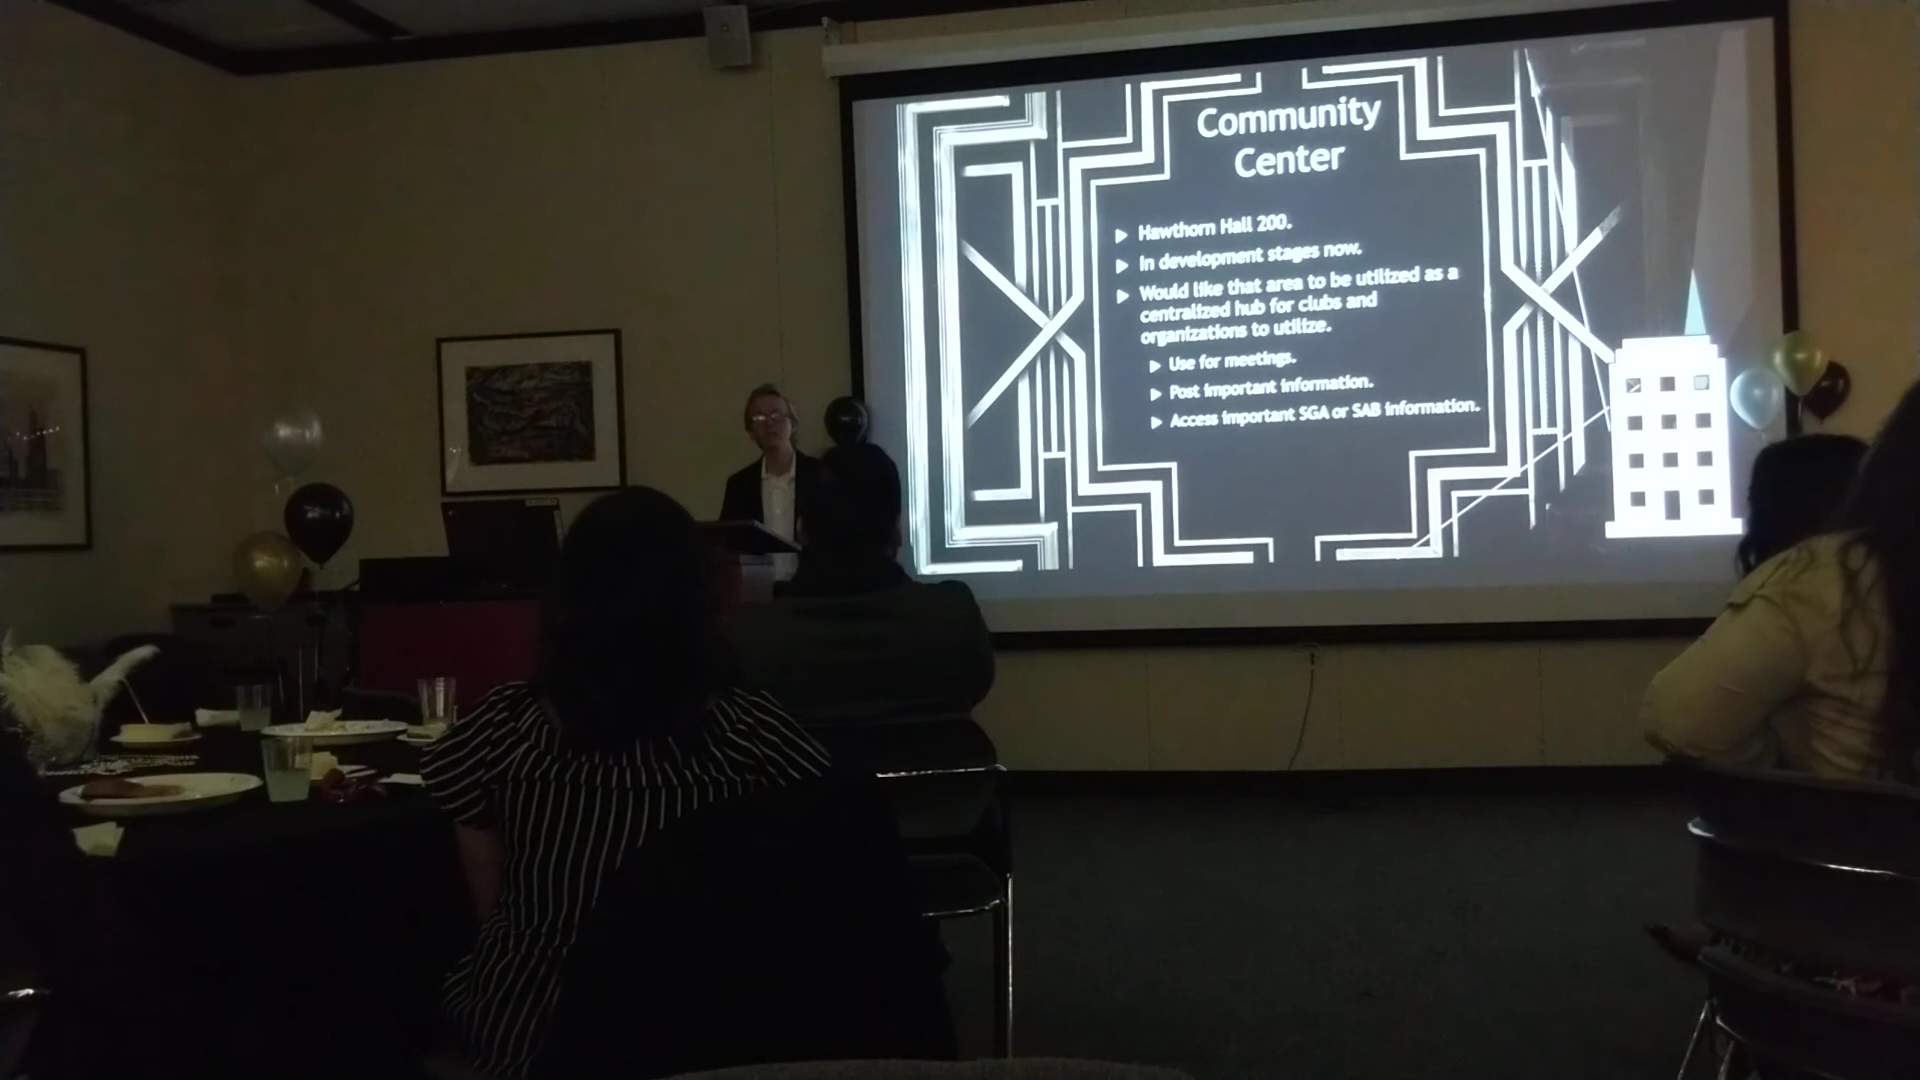 Community
Center
Hawthorn Hall 200.
In development stages now.
Would like that area to be utilized as a
centralized hub for clubs and
organizations to utilize.
Use for meetings.
Post important information.
Access important SGA or SAB information.